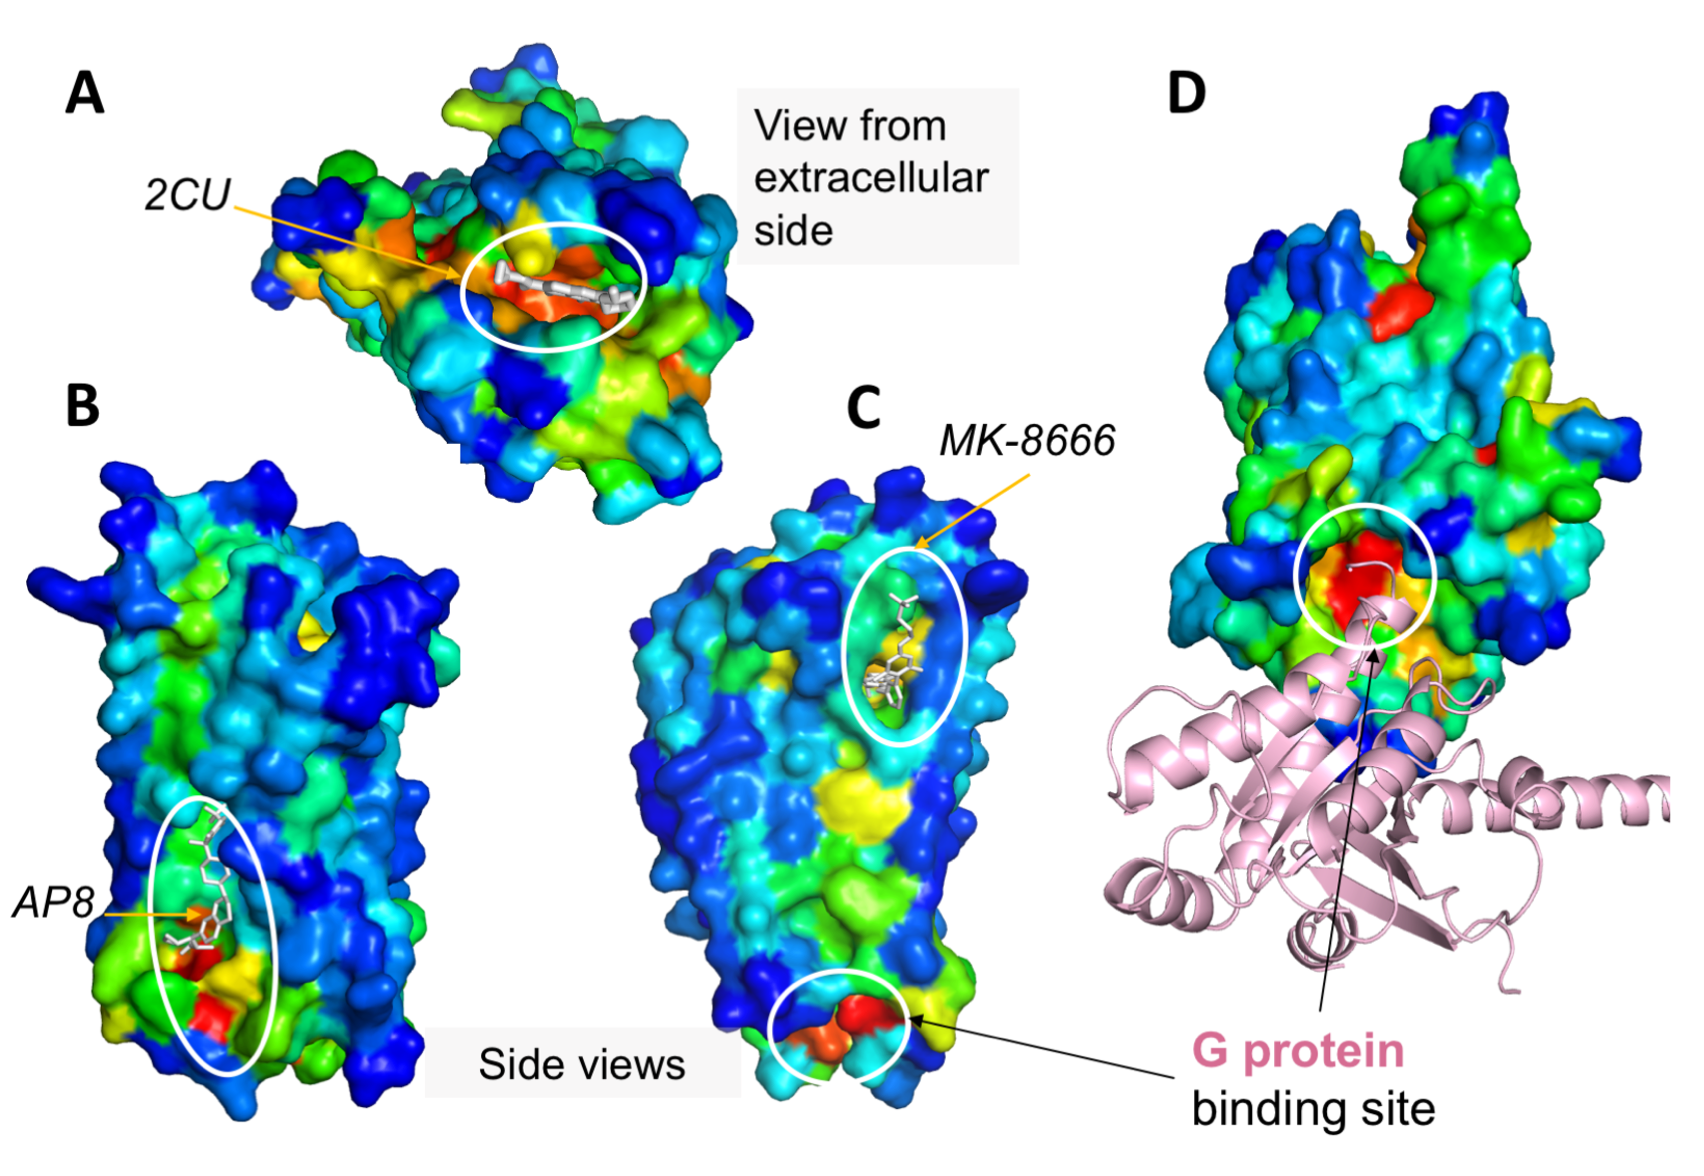 A
D
View from
extracellular
side
2CU
B
C
MK-8666
AP8
Side views
G protein
binding site